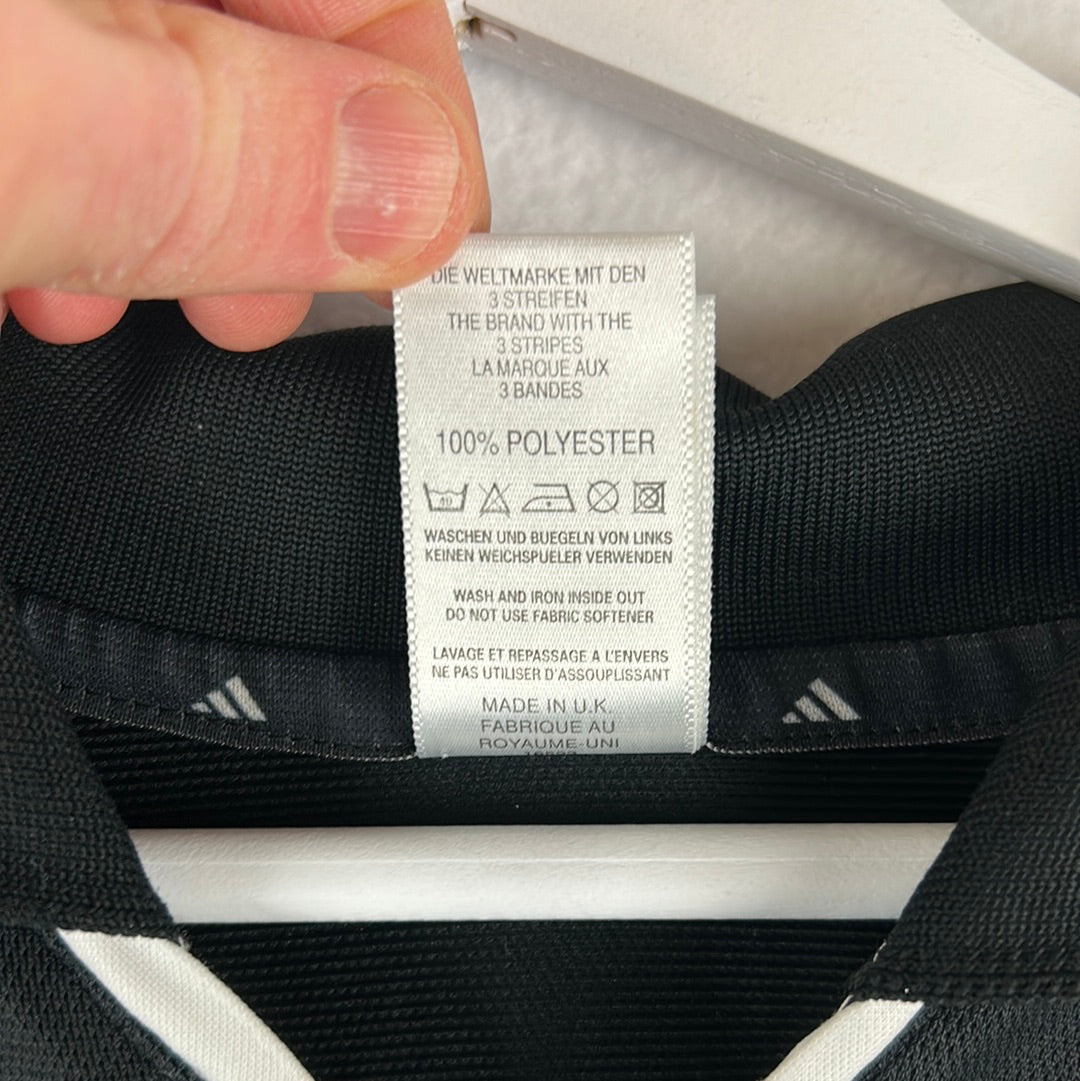 DIE WELTMARKE MIT DEN
3 STREIFEN
THE BRAND WITH THE
3 STRIPES
LA MARQUE AUX
3 BANDES
100% POLYESTER
40
WASCHEN UND BUEGELN VON LINKS
KEINEN WEICHSPUELER VERWENDEN
WASH AND IRON INSIDE OUT
DO NOT USE FABRIC SOFTENER
LAVAGE ET REPASSAGE A L'ENVERS
NE PAS UTILISER D'ASSOUPLISSANT
MADE IN U.K.
FABRIQUE AU
ROYAUME-UNI